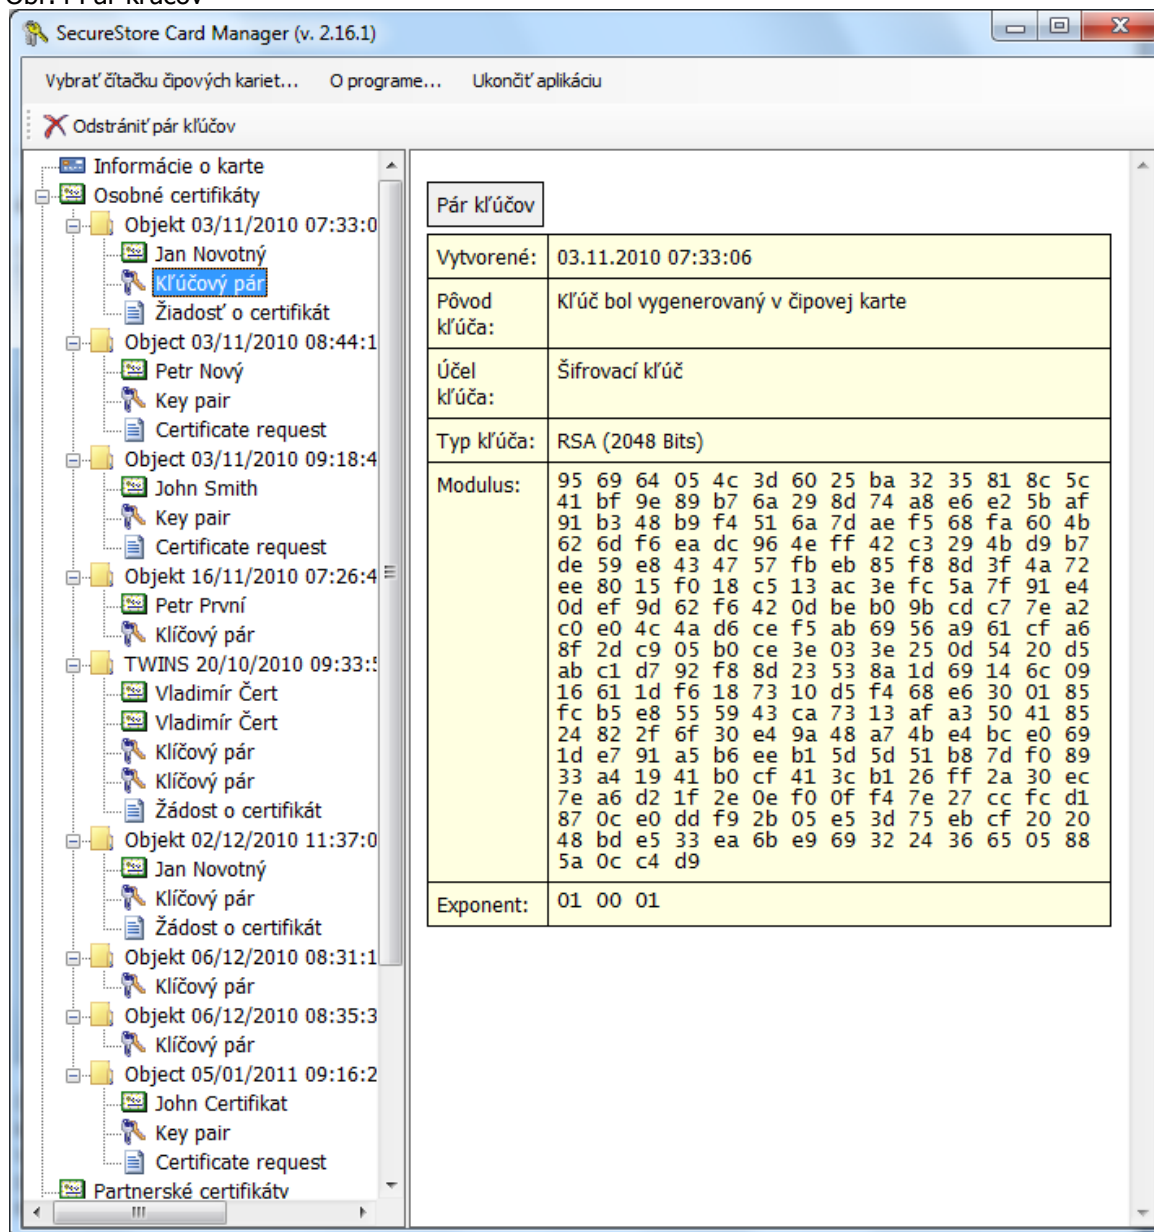 SecureStore Card Manager (v. 2.16.1)
Vybrať čítačku čipových kariet... O programe... Ukončiť aplikáciu
Odstrániť pár kľúčov
Informácie o karte
Osobné certifikáty
Objekt 03/11/2010 07:33:0
Jan Novotný
Kľúčový pár
Žiadosť o certifikát
Object 03/11/2010 08:44:1
Petr Nový
Key pair
Certificate request
Object 03/11/2010 09:18:4
John Smith
Key pair
Certificate request
Objekt 16/11/2010 07:26:4
Petr První
Klíčový pár
TWINS 20/10/2010 09:33:
Vladimír Čert
Vladimír Čert
Klíčový pár
Klíčový pár
Žádost o certifikát
Objekt 02/12/2010 11:37:0
Jan Novotný
Klíčový pár
Žádost o certifikát
Objekt 06/12/2010 08:31:1
Klíčový pár
Objekt 06/12/2010 08:35:3
Klíčový pár
Object 05/01/2011 09:16:2
John Certifikat
Key pair
Certificate request
Partnerské certifikáty
Pár kľúčov
Vytvorené: 03.11.2010 07:33:06
Pôvod kľúča: Kľúč bol vygenerovaný v čipovej karte
Účel kľúča: Šifrovací kľúč
Typ kľúča: RSA (2048 Bits)
Modulus: 95 69 64 05 4c 3d 60 25 ba 32 35 81 8c 5c
41 bf 9e 89 b7 6a 29 8d 74 a8 e6 e2 5b af
91 b3 48 b9 f4 51 6a 7d ae f5 68 fa 60 4b
62 6d f6 ea dc 96 4e ff 42 c3 29 4b d9 b7
de 59 e8 43 47 57 fb eb 85 f8 8d 3f 4a 72
ee 80 15 f0 18 c5 13 ac 3e fc 5a 7f 91 e4
0d ef 9d 62 f6 42 0d be b0 9b cd c7 7e a2
c0 e0 4c 4a d6 ce f5 ab 69 56 a9 61 cf a6
8f 2d c9 05 b0 ce 3e 03 3e 25 0d 54 20 d5
ab c1 d7 92 f8 8d 23 53 8a 1d 69 14 6c 09
16 61 1d f6 18 73 10 d5 f4 68 e6 30 01 85
fc b5 e8 55 59 43 ca 73 13 af a3 50 41 85
24 82 2f 6f 30 e4 9a 48 a7 4b e4 bc e0 69
1d e7 91 a5 b6 ee b1 5d 5d 51 b8 7d f0 89
33 a4 19 41 b0 cf 41 3c b1 26 ff 2a 30 ec
7e a6 d2 1f 2e 0e f0 0f f4 7e 27 cc fc d1
87 0c e0 dd f9 2b 05 e5 3d 75 eb cf 20 20
48 bd e5 33 ea 6b e9 69 32 24 36 65 05 88
5a 0c c4 d9
Exponent: 01 00 01